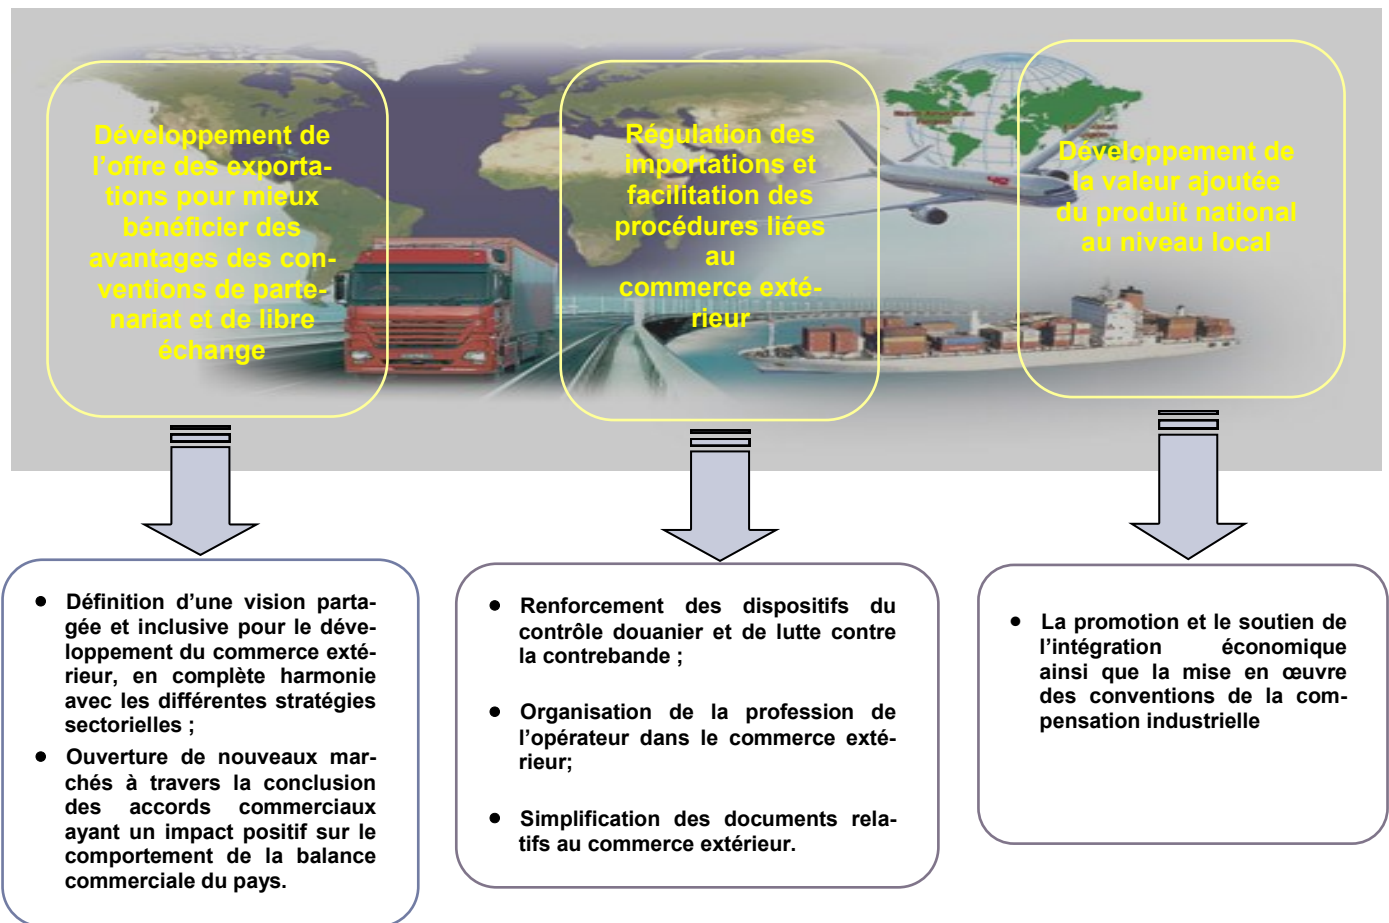 Développement de
l'offre des exporta-
tions pour mieux
bénéficier des
avantages des con-
ventions de parte-
nariat et de libre
échange
Régulation des
importations et
facilitation des
procédures liées
au
commerce exté-
rieur
Développement de
la valeur ajoutée
du produit national
au niveau local
• Définition d'une vision parta-
gée et inclusive pour le déve-
loppement du commerce exté-
rieur, en complète harmonie
avec les différentes stratégies
sectorielles ;
• Ouverture de nouveaux mar-
chés à travers la conclusion
des accords commerciaux
ayant un impact positif sur le
comportement de la balance
commerciale du pays.
• Renforcement des dispositifs du
contrôle douanier et de lutte contre
la contrebande ;
• Organisation de la profession de
l'opérateur dans le commerce exté-
rieur;
• Simplification des documents rela-
tifs au commerce extérieur.
• La promotion et le soutien de
l'intégration économique
ainsi que la mise en œuvre
des conventions de la com-
pensation industrielle